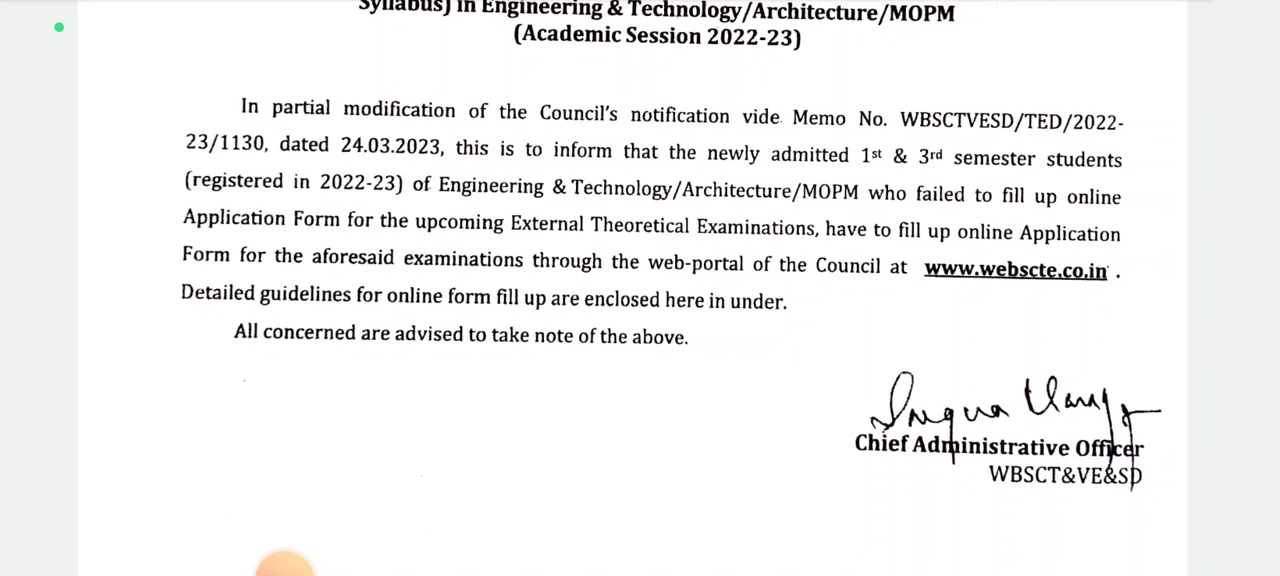 Syllabus) in Engineering & Technology/Architecture/MOPM
(Academic Session 2022-23)
In partial modification of the Council's notification vide Memo No. WBSCTVESD/TED/2022-
23/1130, dated 24.03.2023, this is to inform that the newly admitted 1st & 3rd semester students
(registered in 2022-23) of Engineering & Technology/Architecture/MOPM who failed to fill up online
Application Form for the upcoming External Theoretical Examinations, have to fill up online Application
Form for the aforesaid examinations through the web-portal of the Council at www.webscte.co.in .
Detailed guidelines for online form fill up are enclosed here in under.
All concerned are advised to take note of the above.
Chief Administrative Officer
WBSCT&VE&SD